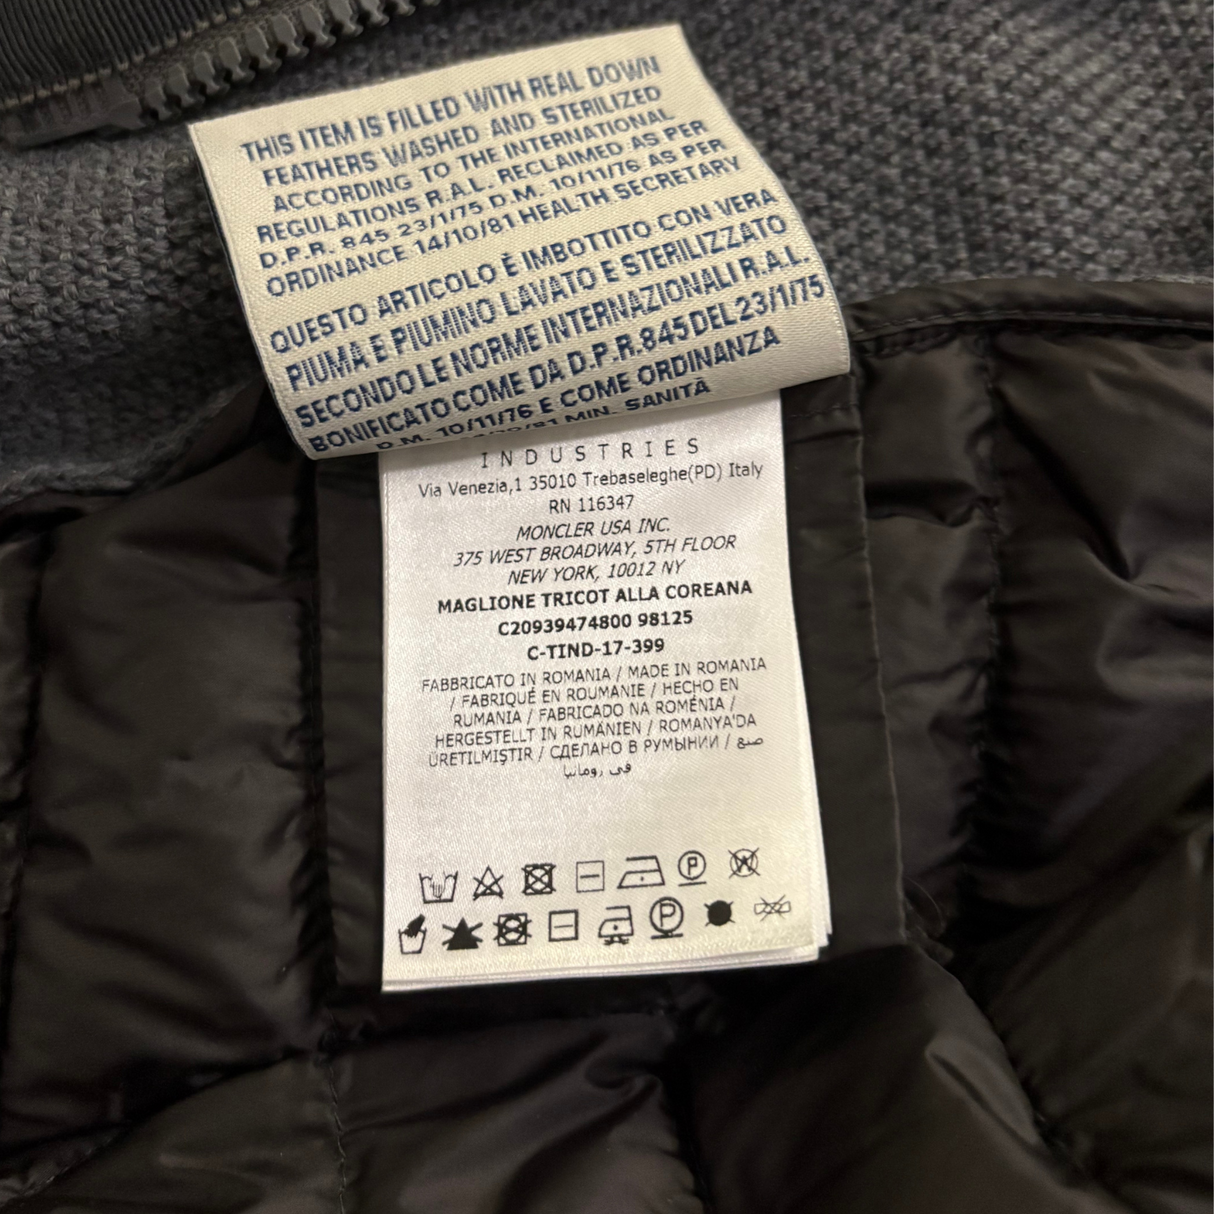 THIS ITEM IS FILLED WITH REAL DOWN
FEATHERS WASHED AND STERILIZED
ACCORDING TO THE INTERNATIONAL
REGULATIONS R.A.L. RECLAIMED AS PER
D.P.R. 845 23/1/75 D.M. 10/11/76 AS PER
ORDINANCE 14/10/81 HEALTH SECRETARY
QUESTO ARTICOLO È IMBOTTITO CON VERA
PIUMA E PIUMINO LAVATO E STERILIZZATO
SECONDO LE NORME INTERNAZIONALI R.A.L.
BONIFICATO COME DA D.P.R. 845 DEL 23/1/75
D.M. 10/11/76 E COME ORDINANZA
MIN. SANITÀ
INDUSTRIES
Via Venezia,1 35010 Trebaseleghe(PD) Italy
RN 116347
MONCLER USA INC.
375 WEST BROADWAY, 5TH FLOOR
NEW YORK, 10012 NY
MAGLIONE TRICOT ALLA COREANA
C20939474800 98125
C-TIND-17-399
FABBRICATO IN ROMANIA / MADE IN ROMANIA
/ FABRIQUÉ EN ROUMANIE / HECHO EN
RUMANIA / FABRICADO NA ROMÉNIA /
HERGESTELLT IN RUMÄNIEN / ROMANYA'DA
ÜRETILMIŞTIR / СДЕЛАНО В РУМЫНИИ / صنع
فى رومانيا
P W
P